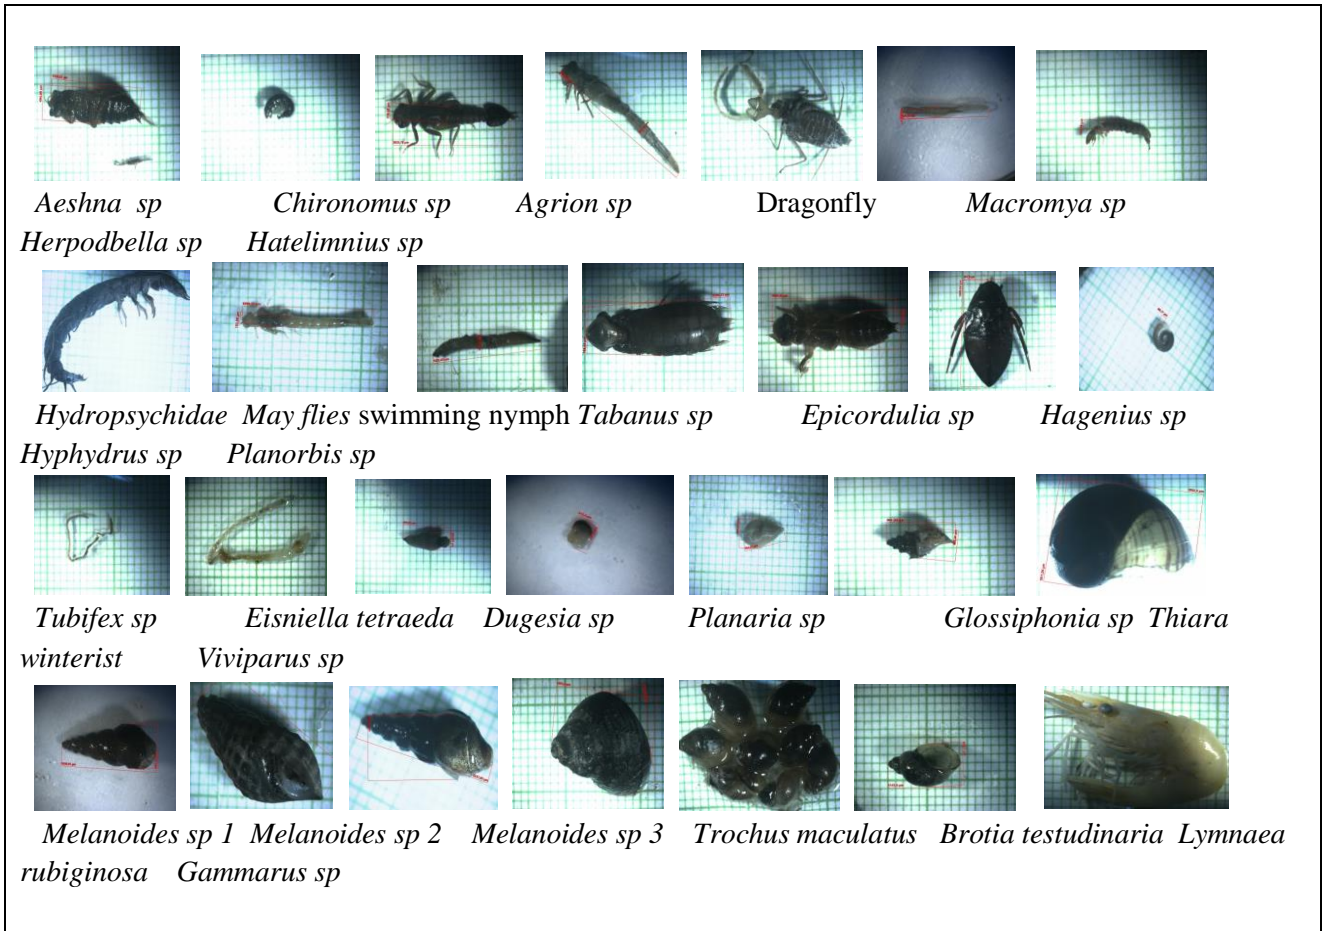 Aeshna sp Chironomus sp Agrion sp Dragonfly Macromya sp
Herpodbella sp Hatelimnius sp
Hydropsychidae May flies swimming nymph Tabanus sp Epicordulia sp Hagenius sp
Hyphydrus sp Planorbis sp
Tubifex sp Eisniella tetraeda Dugesia sp Planaria sp Glossiphonia sp Thiara
winterist Viviparus sp
Melanoides sp 1 Melanoides sp 2 Melanoides sp 3 Trochus maculatus Brotia testudinaria Lymnaea
rubiginosa Gammarus sp